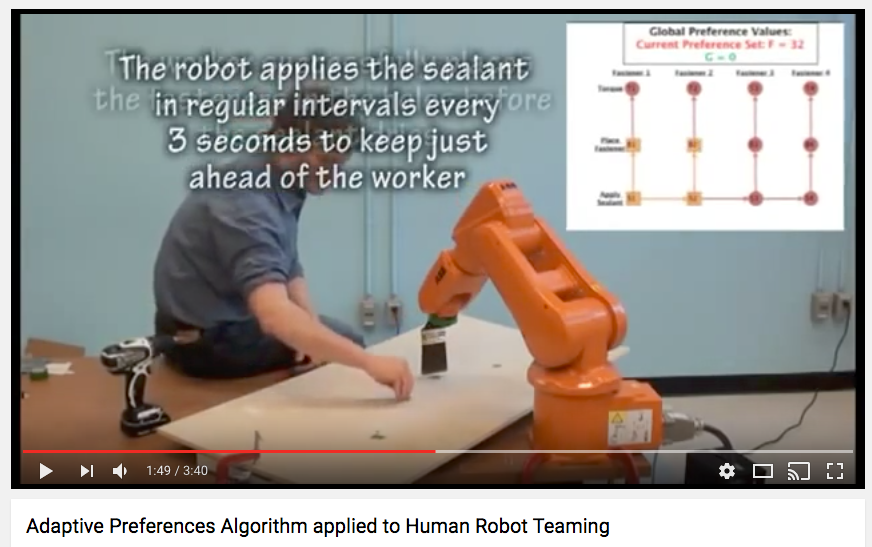 The robot applies the sealant
in regular intervals every
3 seconds to keep just
ahead of the worker
Global Preference Values:
Current Preference Set: F = 32
G = 0
Fastener 1 Fastener 2 Fastener 3 Fastener 4
Torque
Place
Fastener
Apply
Sealant
ABB
1:49 / 3:40
Adaptive Preferences Algorithm applied to Human Robot Teaming